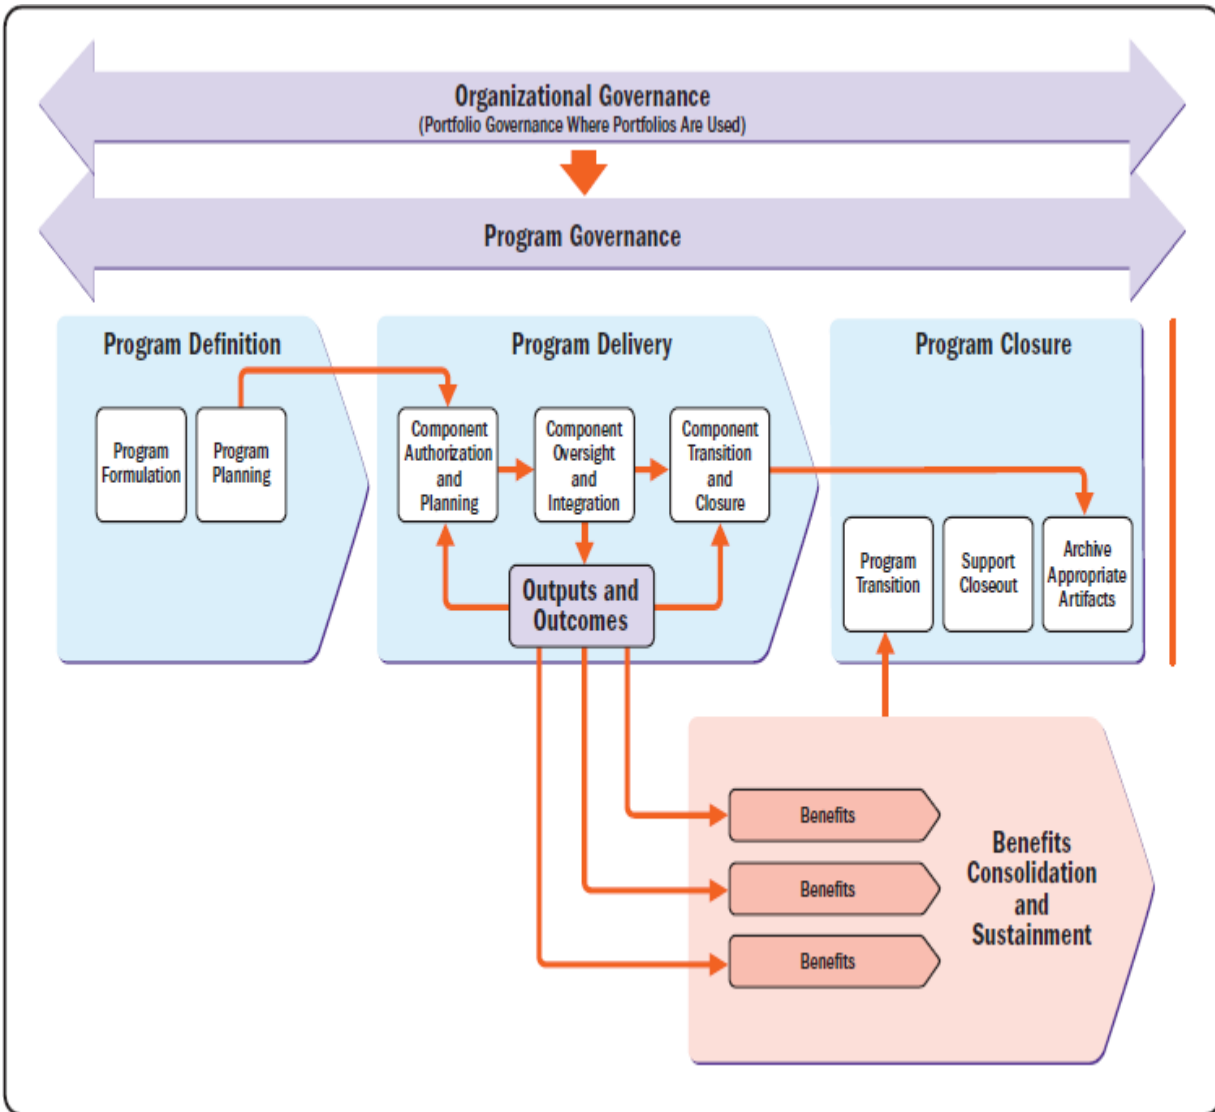 Organizational Governance
(Portfolio Governance Where Portfolios Are Used)
Program Governance
Program Definition
Program
Formulation
Program
Planning
Program Delivery
Component
Authorization
and
Planning
Component
Oversight
and
Integration
Component
Transition
and
Closure
Outputs and
Outcomes
Program Closure
Program
Transition
Support
Closeout
Archive
Appropriate
Artifacts
Benefits
Benefits
Benefits
Benefits
Consolidation
and
Sustainment